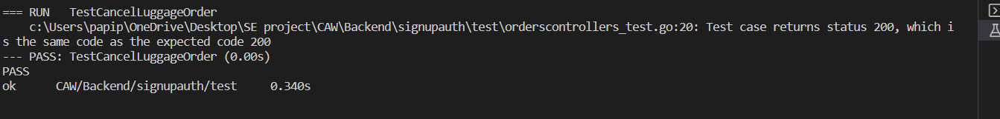 === RUN   TestCancelLuggageOrder
    c:\Users\papip\OneDrive\Desktop\SE project\CAW\Backend\signupauth\test\orderscontrollers_test.go:20: Test case returns status 200, which i
s the same code as the expected code 200
--- PASS: TestCancelLuggageOrder (0.00s)
PASS
ok      CAW/Backend/signupauth/test     0.340s